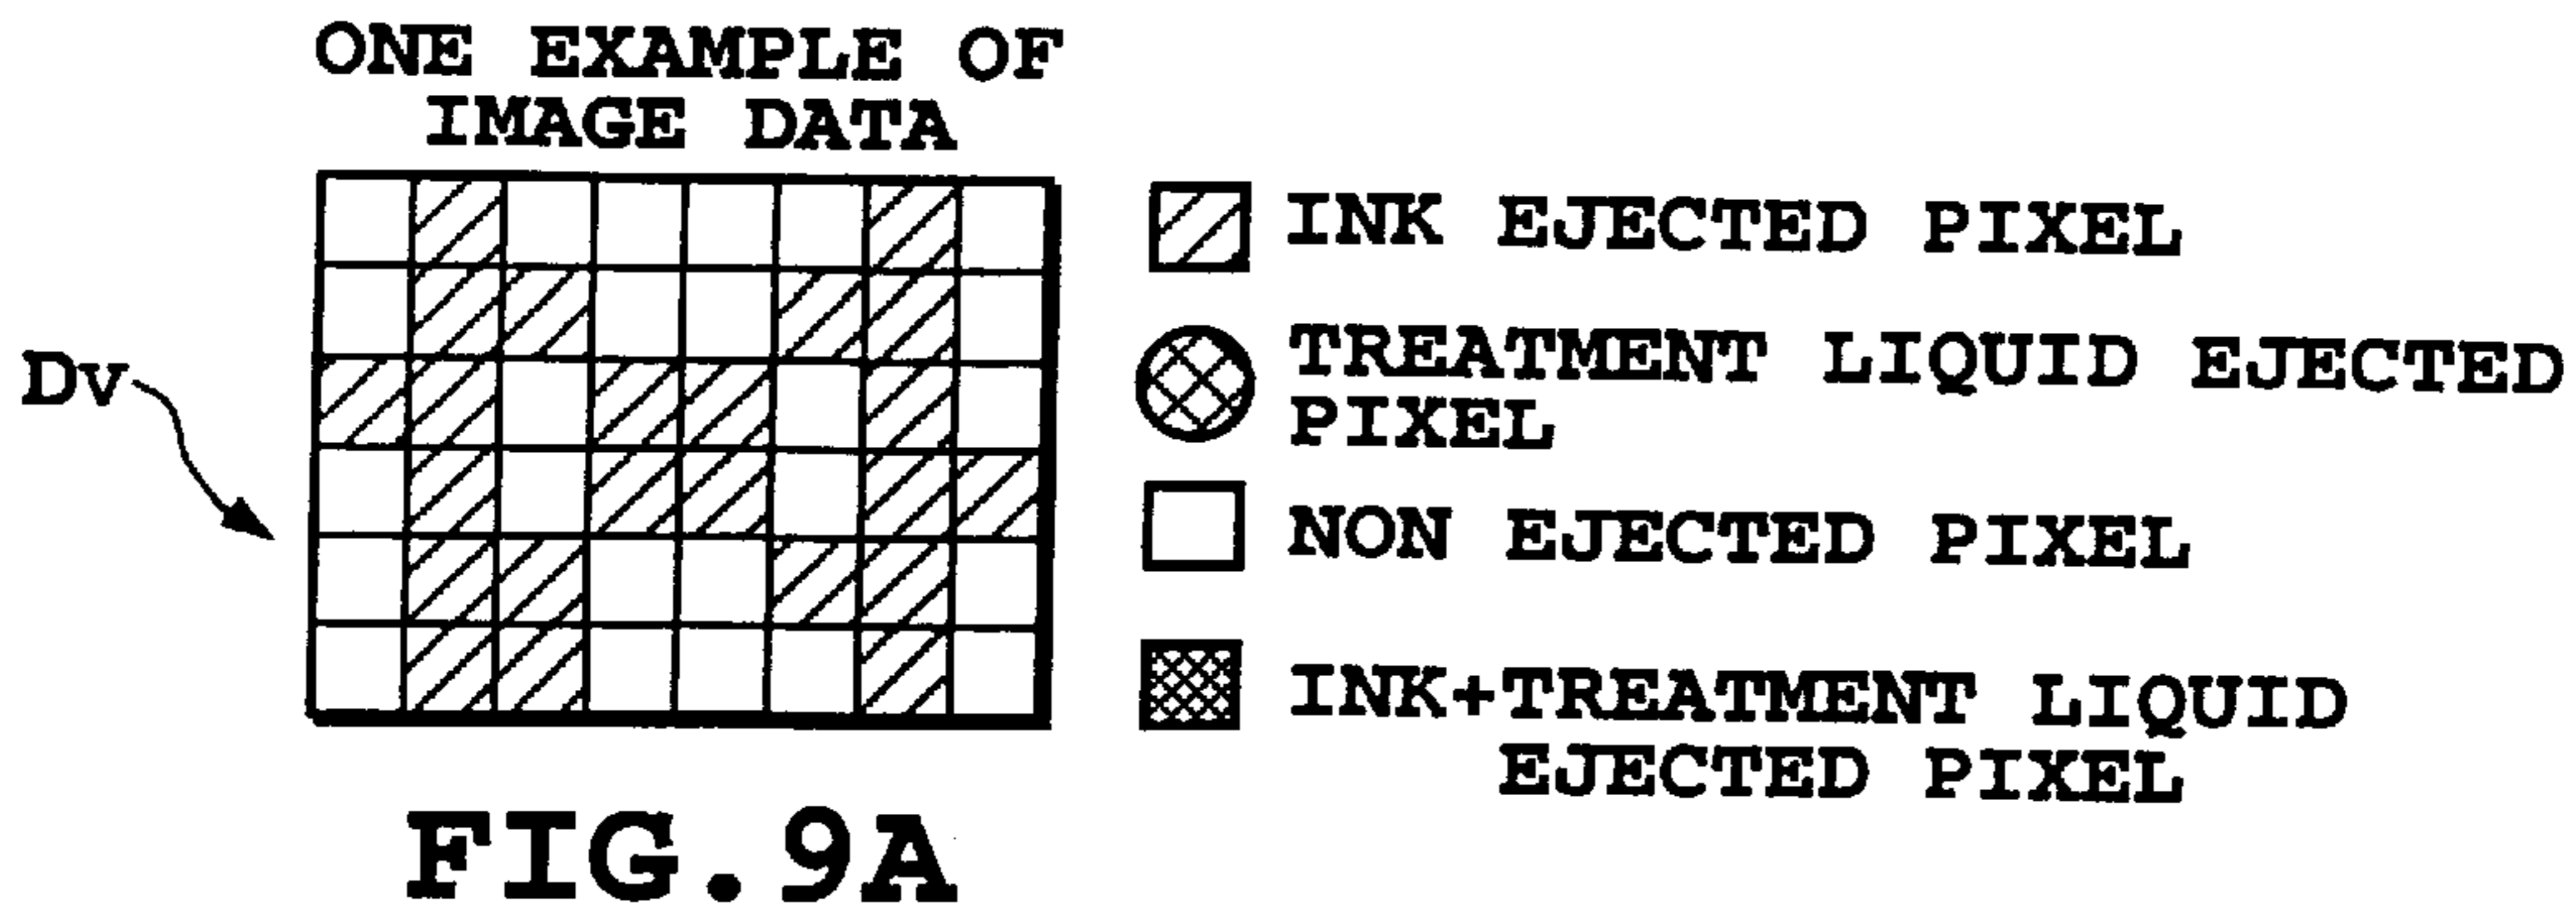 ONE EXAMPLE OF
IMAGE DATA
Dv
INK EJECTED PIXEL
TREATMENT LIQUID EJECTED
PIXEL
NON EJECTED PIXEL
INK+TREATMENT LIQUID
EJECTED PIXEL
FIG.9A